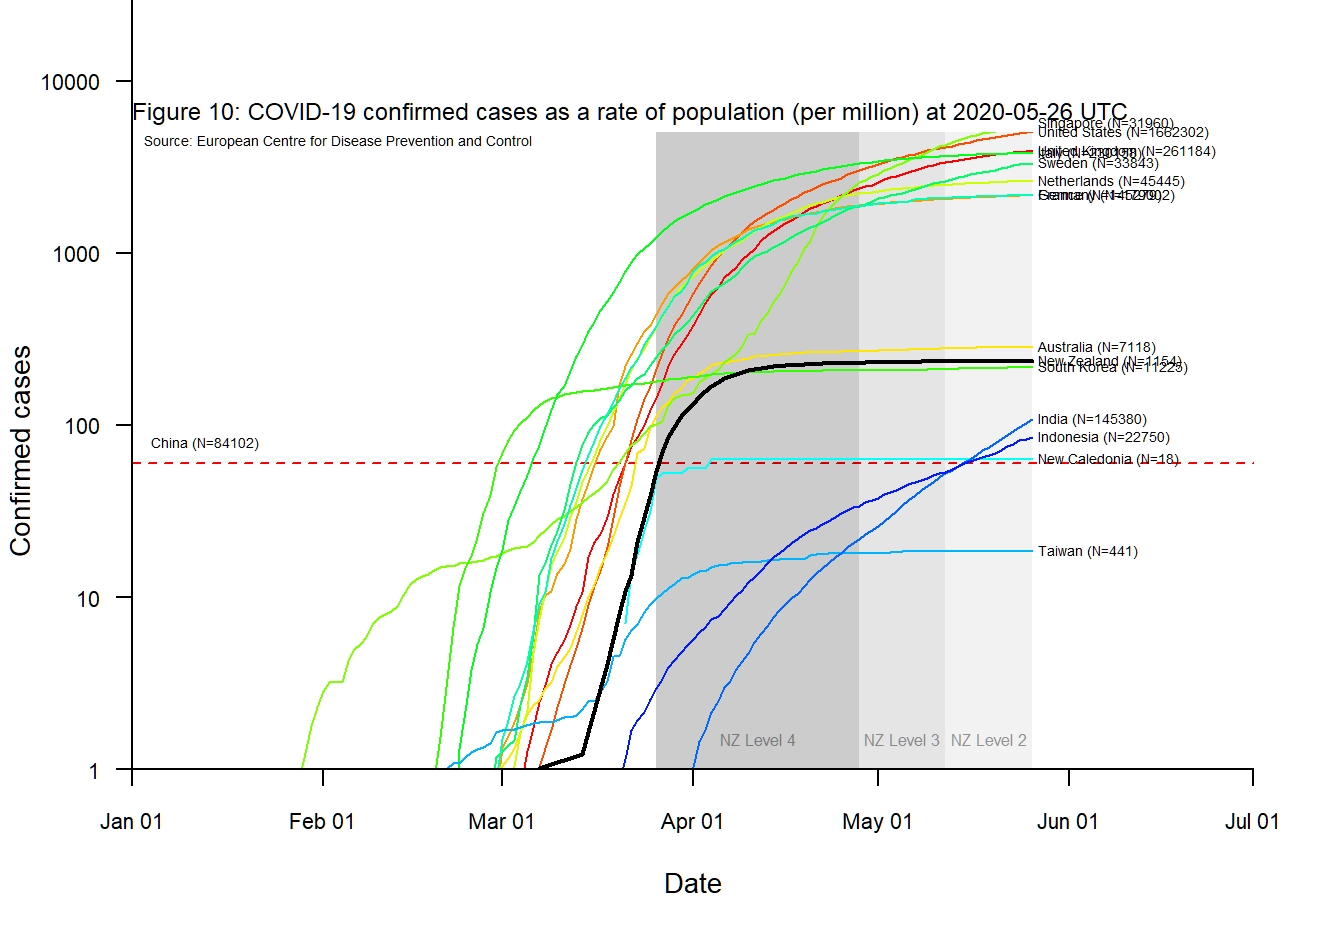 10000
Figure 10: COVID-19 confirmed cases as a rate of population (per million) at 2020-05-26 UTC
Source: European Centre for Disease Prevention and Control
Singapore (N=31960)
United States (N=1662302)
United Kingdom (N=261184)
Sweden (N=33843)
Netherlands (N=45445)
1000
Australia (N=7118)
New Zealand (N=1154)
South Korea (N=11225)
India (N=145380)
100
China (N=84102)
Indonesia (N=22750)
New Caledonia (N=18)
Taiwan (N=441)
10
NZ Level 4
NZ Level 3
NZ Level 2
1
Jan 01
Feb 01
Mar 01
Apr 01
May 01
Jun 01
Jul 01
Confirmed cases
Date